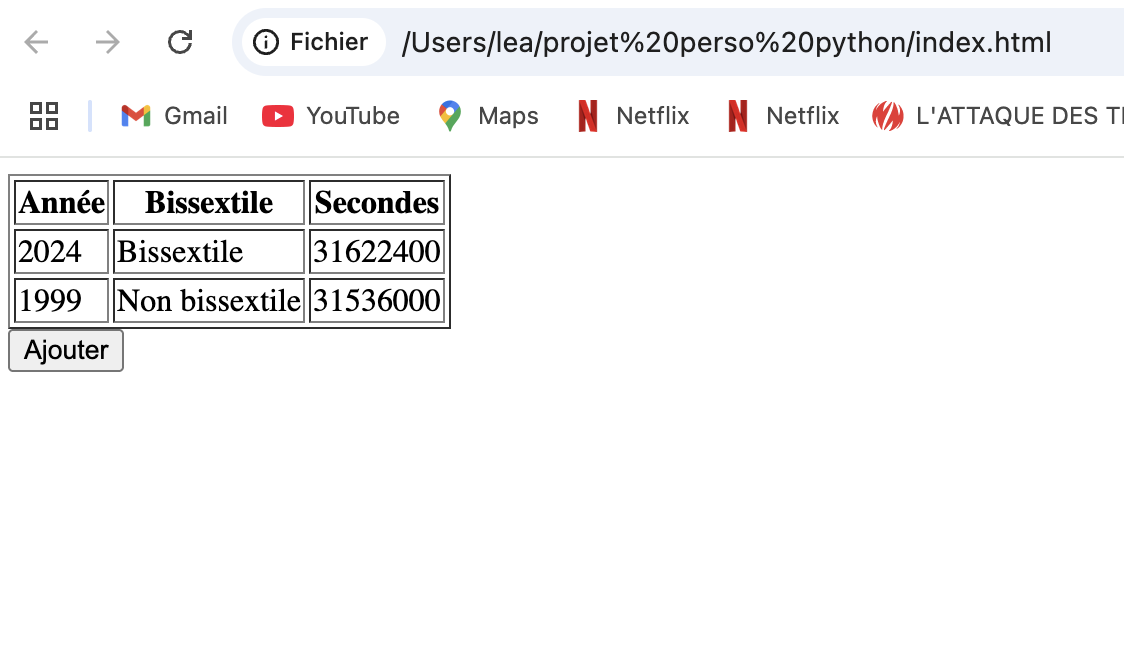 Fichier /Users/lea/projet%20perso%20python/index.html
Gmail YouTube Maps Netflix Netflix L'ATTAQUE DES
Année Bissextile Secondes
2024 Bissextile 31622400
1999 Non bissextile 31536000
Ajouter